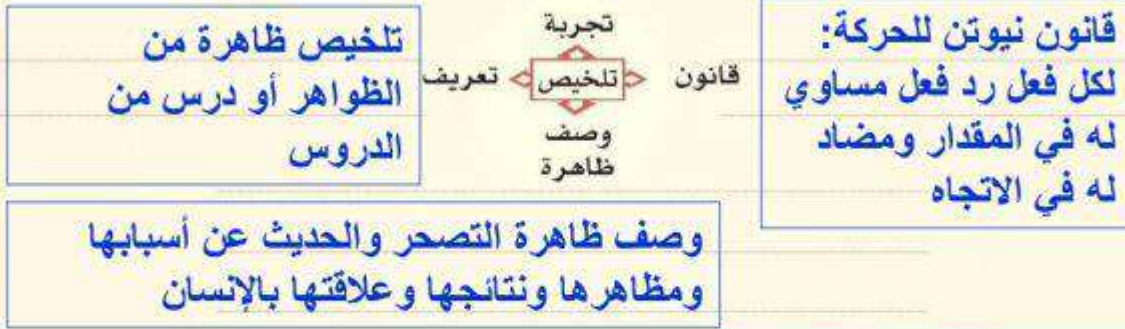 قانون نيوتن للحركة:
لكل فعل رد فعل مساوي
له في المقدار ومضاد
له في الاتجاه
تجربة
قانون
تلخيص
تعريف
وصف
ظاهرة
تلخيص ظاهرة من
الظواهر أو درس من
الدروس
وصف ظاهرة التصحر والحديث عن أسبابها
ومظاهرها ونتائجها وعلاقتها بالإنسان